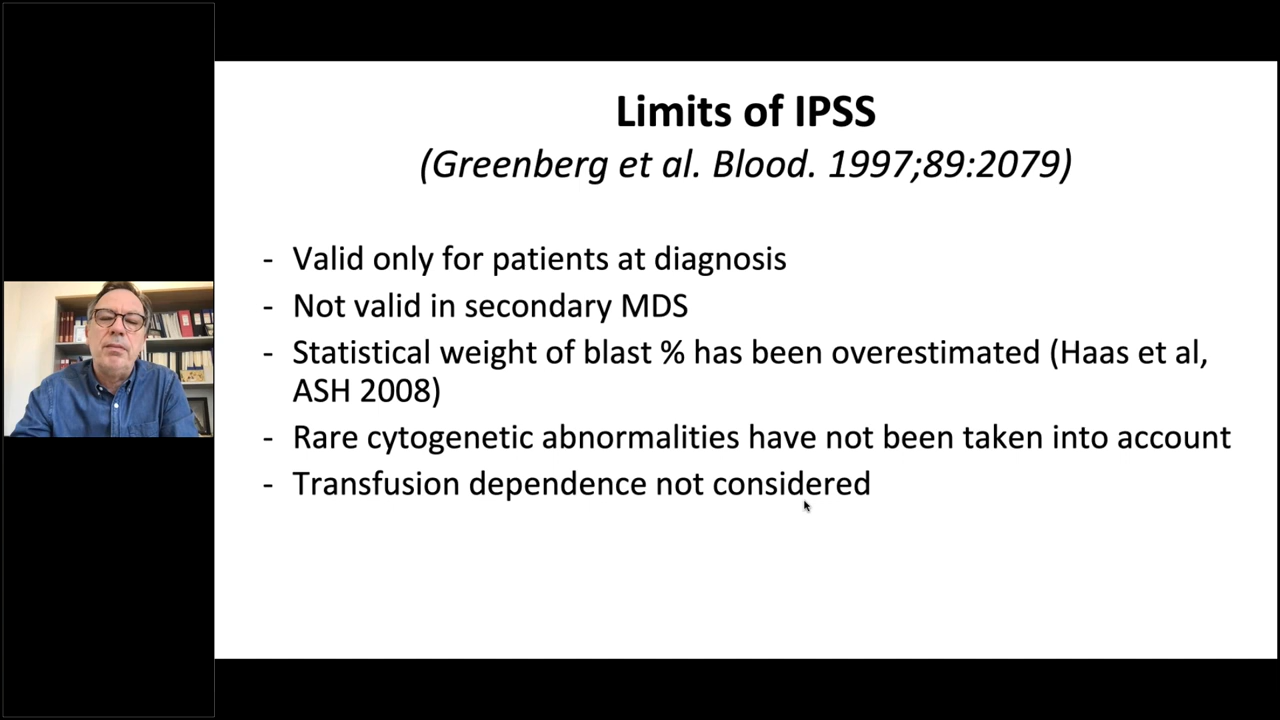 Limits of IPSS
(Greenberg et al. Blood. 1997;89:2079)
- Valid only for patients at diagnosis
- Not valid in secondary MDS
- Statistical weight of blast % has been overestimated (Haas et al,
ASH 2008)
- Rare cytogenetic abnormalities have not been taken into account
- Transfusion dependence not considered